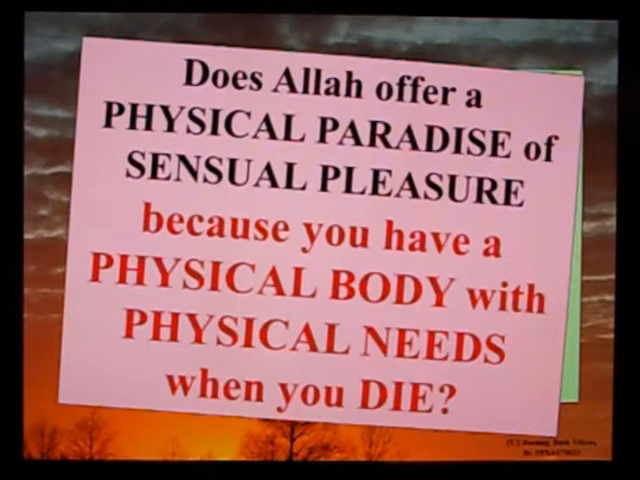 Does Allah offer a
PHYSICAL PARADISE of
SENSUAL PLEASURE
because you have a
PHYSICAL BODY with
PHYSICAL NEEDS
when you DIE?